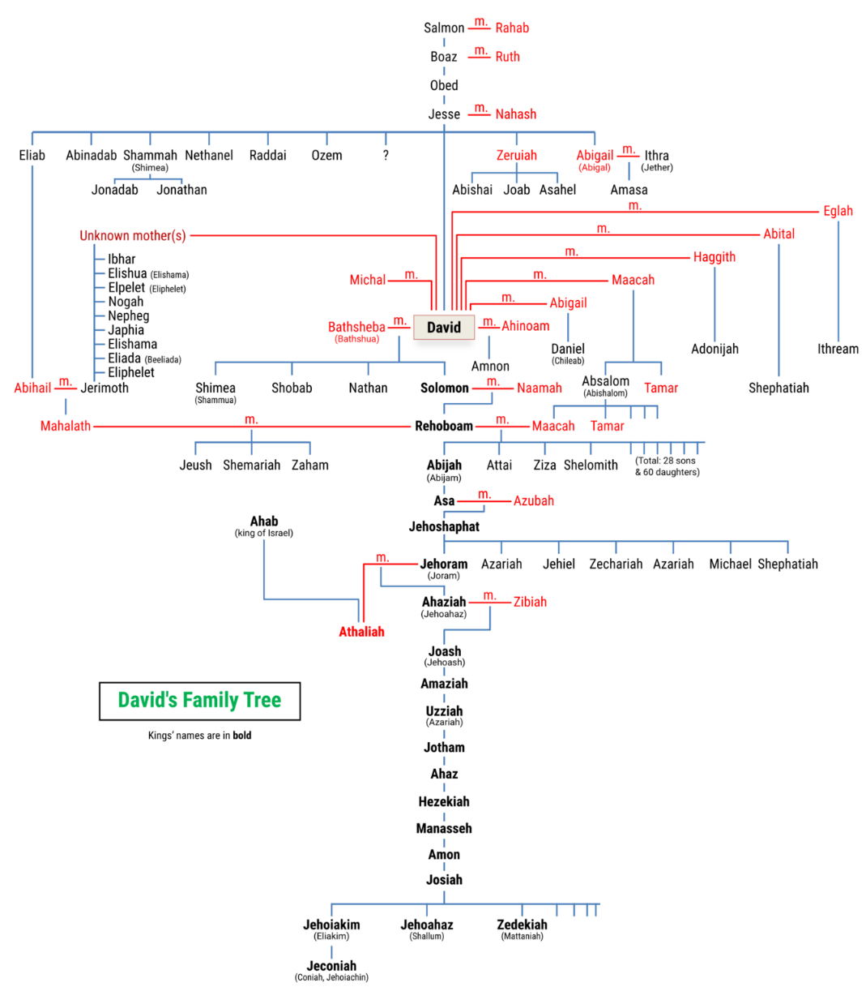 Salmon m. Rahab
Boaz m. Ruth
Obed
Jesse m. Nahash
Eliab Abinadab Shammah Nethanel Raddai Ozem ? Zeruiah Abigail m. Ithra
(Shimea) (Abigal) (Jether)
Jonadab Jonathan Abishai Joab Asahel Amasa
m. Eglah
Unknown mother(s) m. Abital
Ibhar m. Haggith
Elishua (Elishama)
Michal m. m. Maacah
Elpelet (Eliphelet)
Nogah m. Abigail
Nepheg
Bathsheba m. David m. Ahinoam
(Bathshua)
Japhia
Elishama Daniel Adonijah Ithream
Eliada (Beeliada) (Chileab)
Eliphelet Amnon
Abihail m. Jerimoth Shimea Shobab Nathan Solomon m. Naamah Absalom Tamar Shephatiah
(Shammua) (Abishalom)
Mahalath m. Rehoboam m. Maacah Tamar
Jeush Shemariah Zaham Abijah Attai Ziza Shelomith (Total: 28 sons
(Abijam) & 60 daughters)
Asa m. Azubah
Ahab
(king of Israel)
Jehoshaphat
m. Jehoram Azariah Jehiel Zechariah Azariah Michael Shephatiah
(Joram)
Ahaziah m. Zibiah
(Jehoahaz)
Athaliah
Joash
(Jehoash)
Amaziah
David's Family Tree
Uzziah
(Azariah)
Kings' names are in bold
Jotham
Ahaz
Hezekiah
Manasseh
Amon
Josiah
Jehoiakim Jehoahaz Zedekiah
(Eliakim) (Shallum) (Mattaniah)
Jeconiah
(Coniah, Jehoiachin)